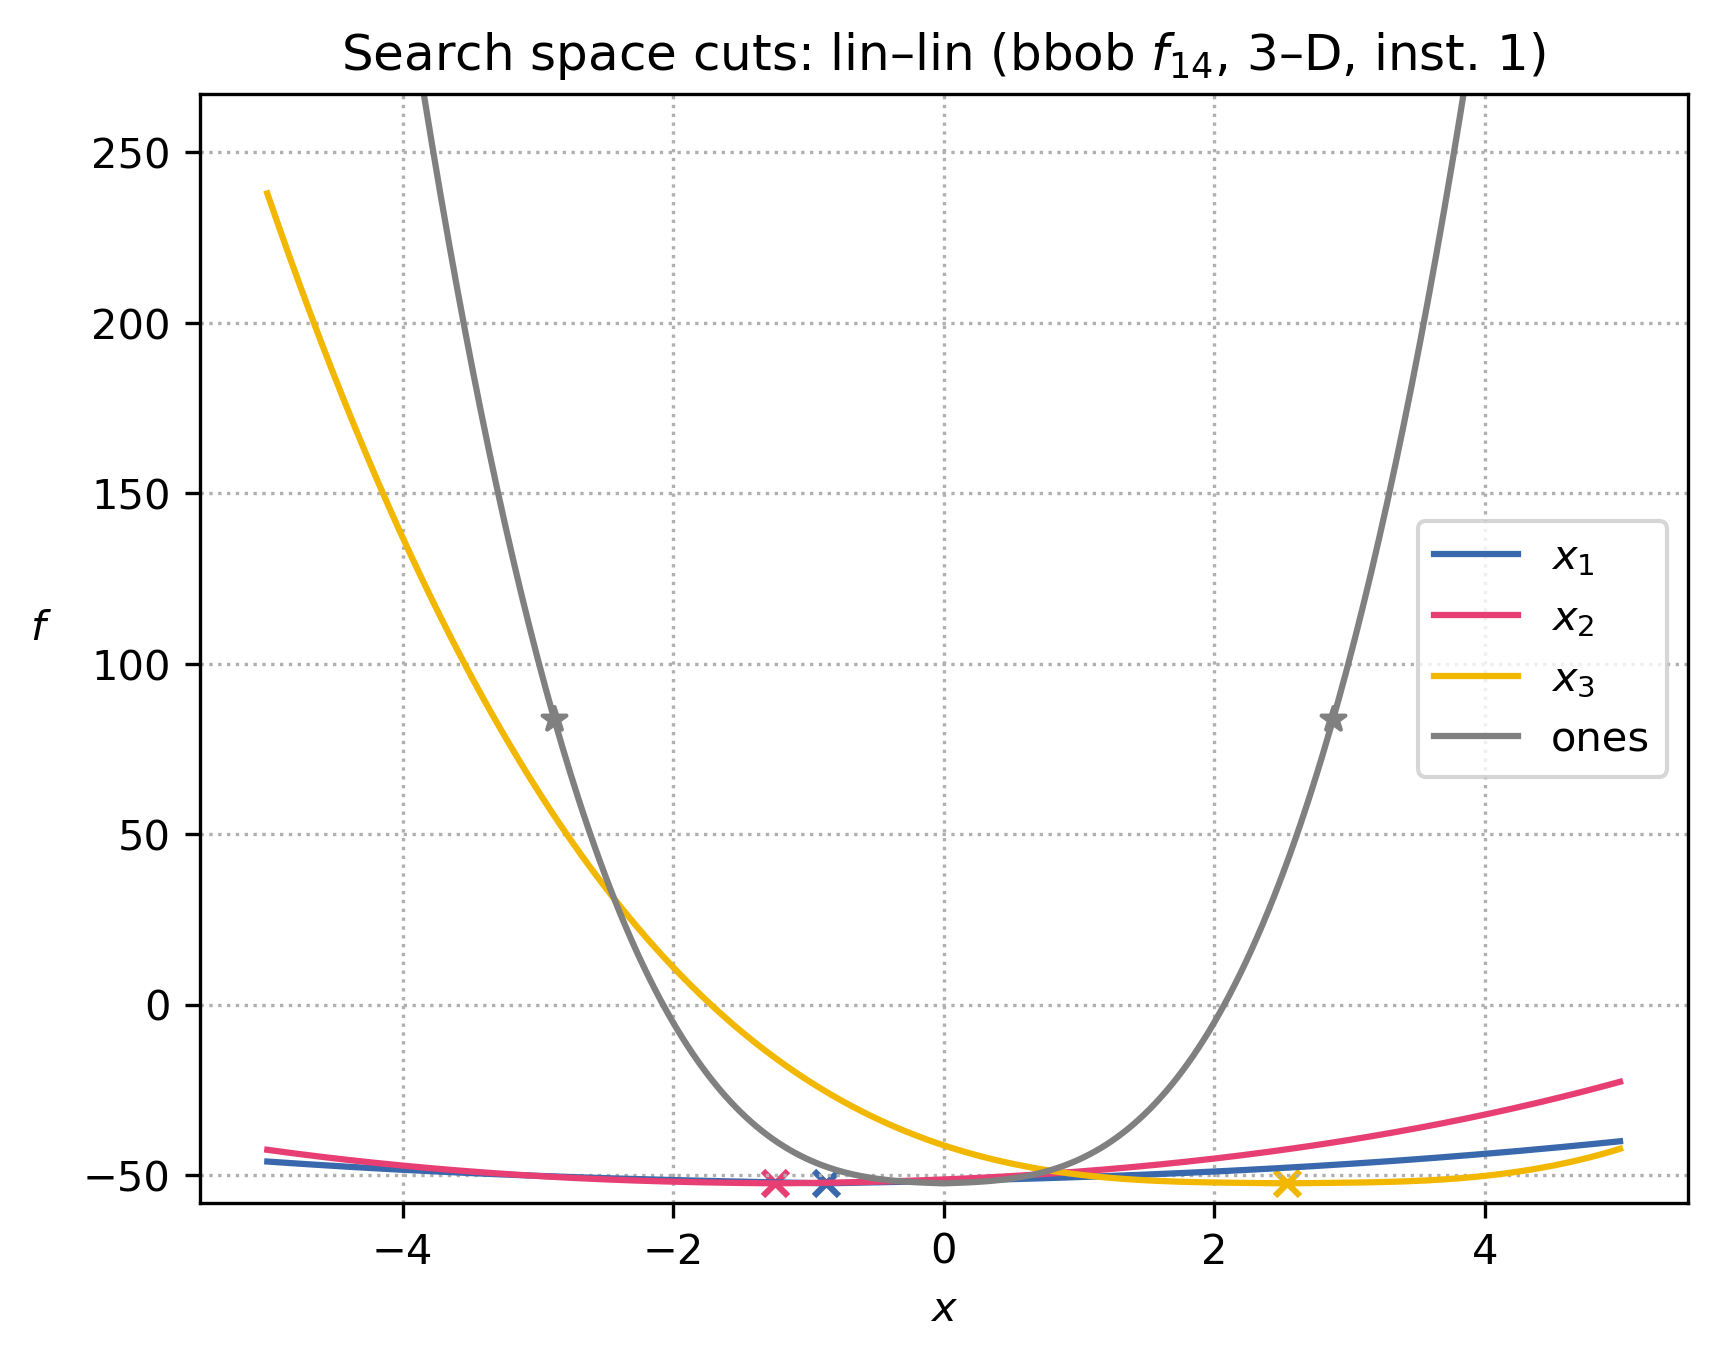 Search space cuts: lin–lin (bbob f₁₄, 3–D, inst. 1)
250
200
150
100
50
0
−50
f
x₁
x₂
x₃
ones
−4 −2 0 2 4
x